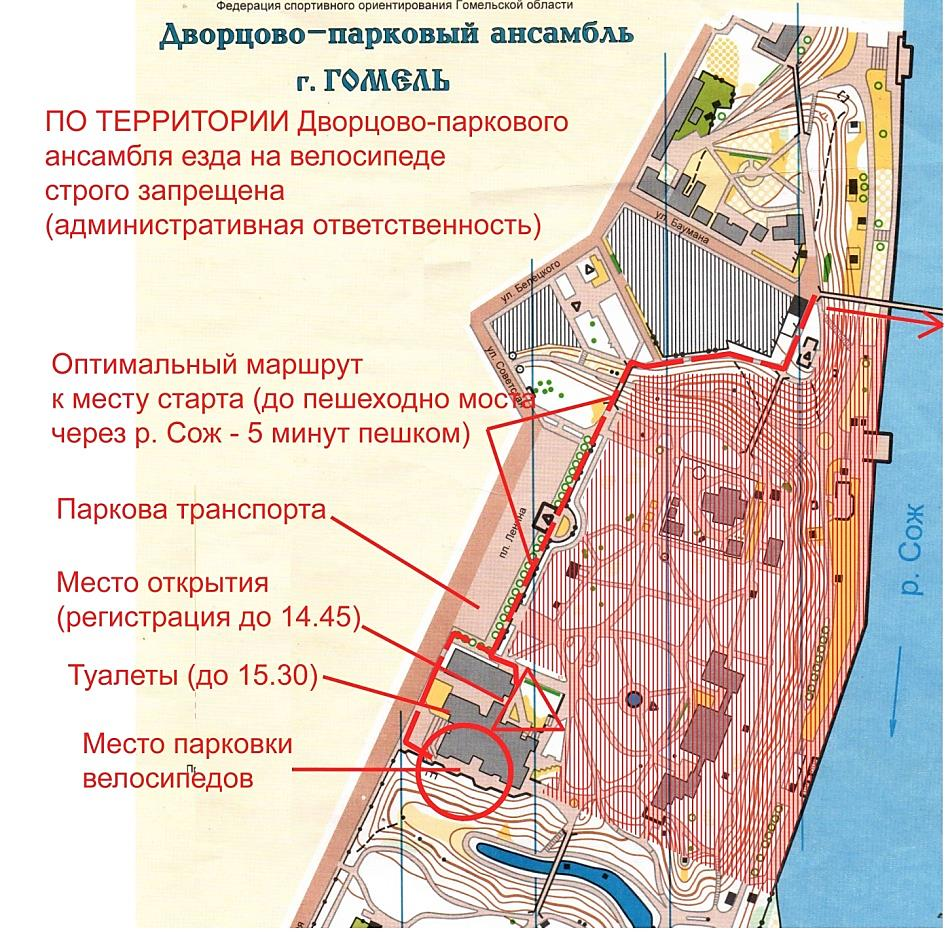 Федерация спортивного ориентирования Гомельской области
Дворцово-парковый ансамбль
г. ГОМЕЛЬ
ПО ТЕРРИТОРИИ Дворцово-паркового
ансамбля езда на велосипеде
строго запрещена
(административная ответственность)
ул. Баумана
ул. Белецкого
ул. Советская
Оптимальный маршрут
к месту старта (до пешеходно моста
через р. Сож - 5 минут пешком)
Паркова транспорта
пл. Ленина
р. Сож
Место открытия
(регистрация до 14.45)
Туалеты (до 15.30)
Место парковки
велосипедов